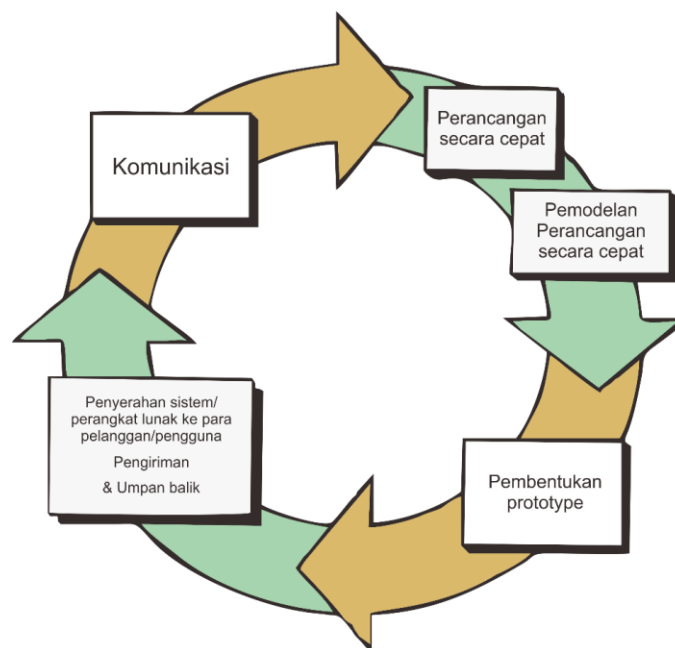 Komunikasi
Perancangan
secara cepat
Pemodelan
Perancangan
secara cepat
Pembentukan
prototype
Penyerahan sistem/
perangkat lunak ke para
pelanggan/pengguna
Pengiriman
& Umpan balik